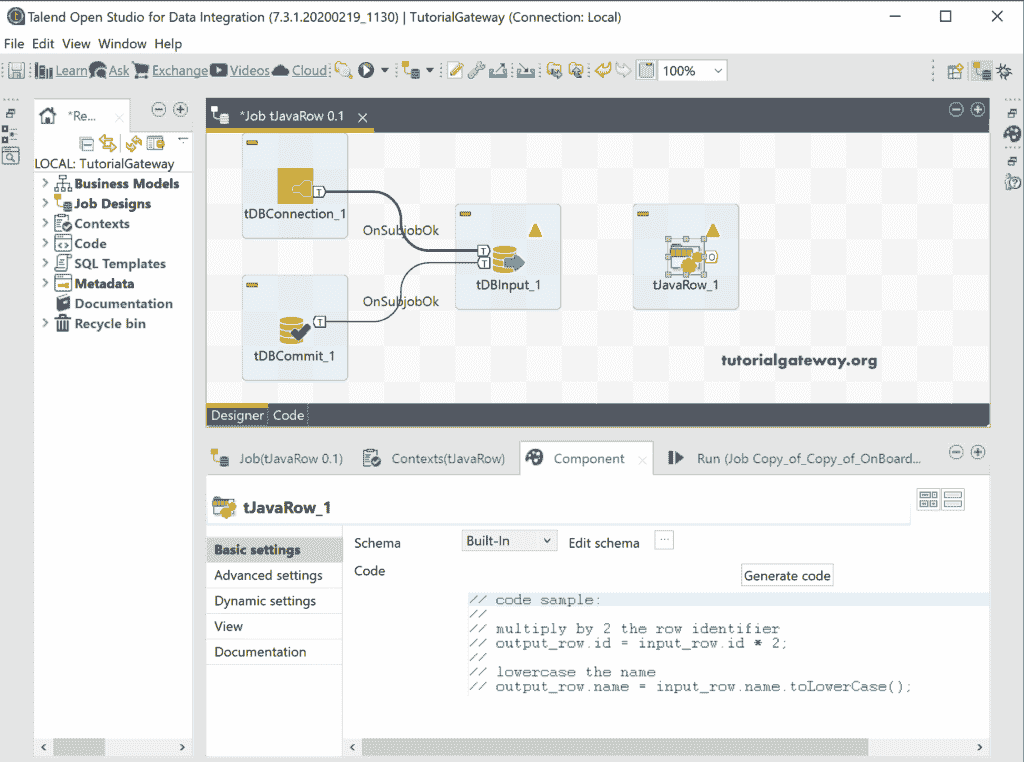 Talend Open Studio for Data Integration (7.3.1.20200219_1130) | TutorialGateway (Connection: Local)
File Edit View Window Help
Learn Ask Exchange Videos Cloud 100%
*Re...
*Job tJavaRow 0.1
LOCAL: TutorialGateway
Business Models
Job Designs
Contexts
Code
SQL Templates
Metadata
Documentation
Recycle bin
T
tDBConnection_1
OnSubjobOk
T
T
tDBInput_1
O
tJavaRow_1
OnSubjobOk
T
tDBCommit_1
tutorialgateway.org
Designer Code
Job(tJavaRow 0.1) Contexts(tJavaRow) Component Run (Job Copy_of_Copy_of_OnBoard...
tJavaRow_1
Basic settings
Advanced settings
Dynamic settings
View
Documentation
Schema Built-In Edit schema ...
Code
Generate code
// code sample:
//
// multiply by 2 the row identifier
// output_row.id = input_row.id * 2;
//
// lowercase the name
// output_row.name = input_row.name.toLowerCase();